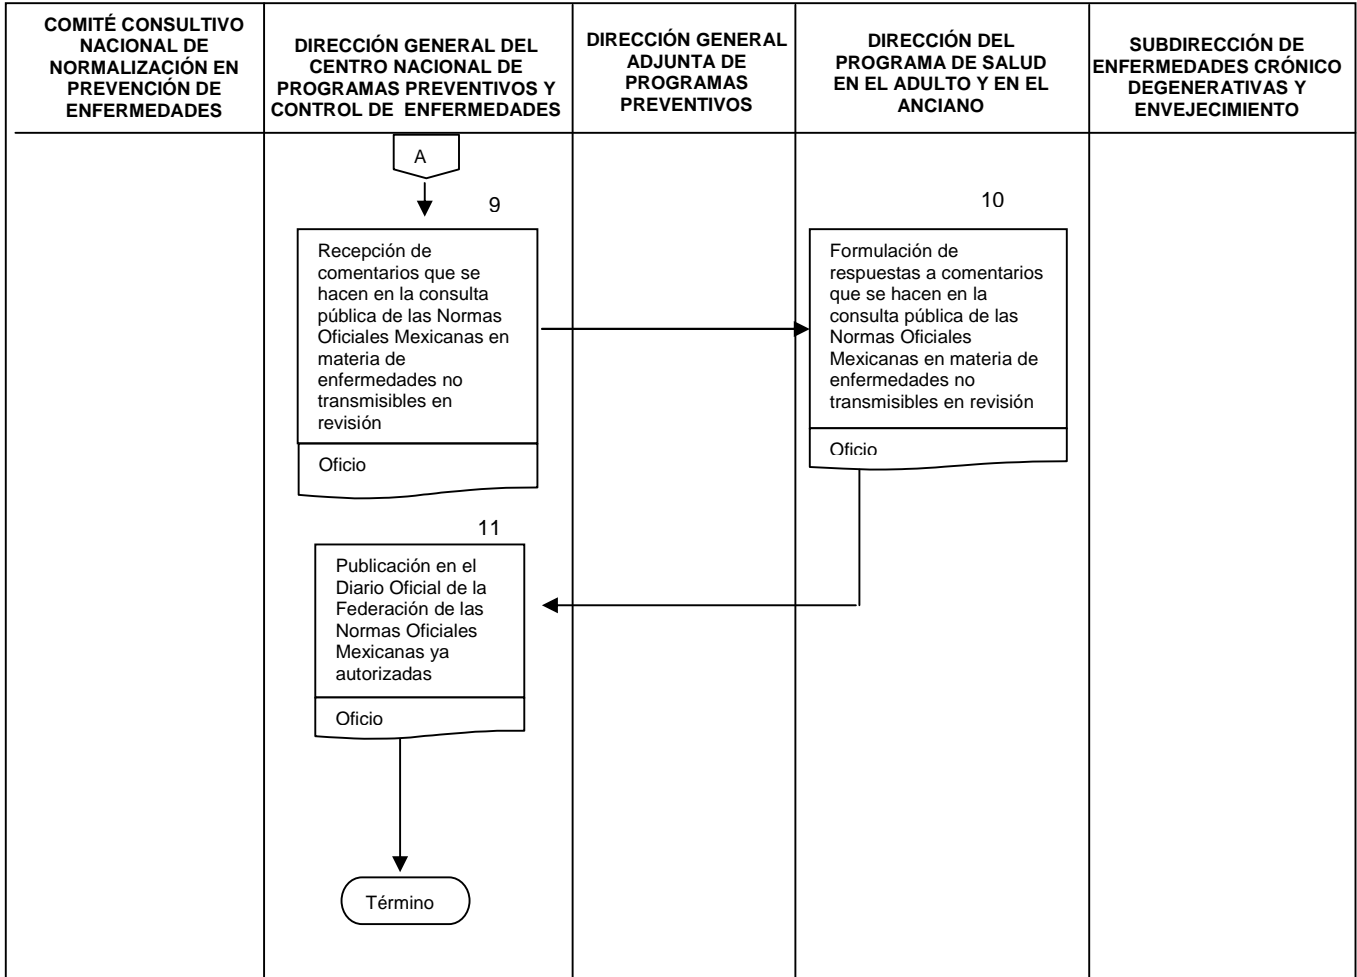 COMITÉ CONSULTIVO
NACIONAL DE
NORMALIZACIÓN EN
PREVENCIÓN DE
ENFERMEDADES
DIRECCIÓN GENERAL DEL
CENTRO NACIONAL DE
PROGRAMAS PREVENTIVOS Y
CONTROL DE ENFERMEDADES
DIRECCIÓN GENERAL
ADJUNTA DE
PROGRAMAS
PREVENTIVOS
DIRECCIÓN DEL
PROGRAMA DE SALUD
EN EL ADULTO Y EN EL
ANCIANO
SUBDIRECCIÓN DE
ENFERMEDADES CRÓNICO
DEGENERATIVAS Y
ENVEJECIMIENTO
A
9
Recepción de
comentarios que se
hacen en la consulta
pública de las Normas
Oficiales Mexicanas en
materia de
enfermedades no
transmisibles en
revisión
Oficio
10
Formulación de
respuestas a comentarios
que se hacen en la
consulta pública de las
Normas Oficiales
Mexicanas en materia de
enfermedades no
transmisibles en revisión
Oficio
11
Publicación en el
Diario Oficial de la
Federación de las
Normas Oficiales
Mexicanas ya
autorizadas
Oficio
Término